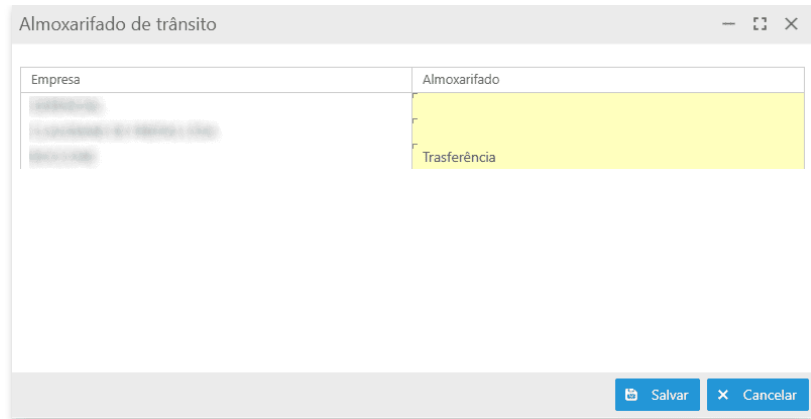 Almoxarifado de trânsito
Empresa Almoxarifado
Trasferência
Salvar Cancelar